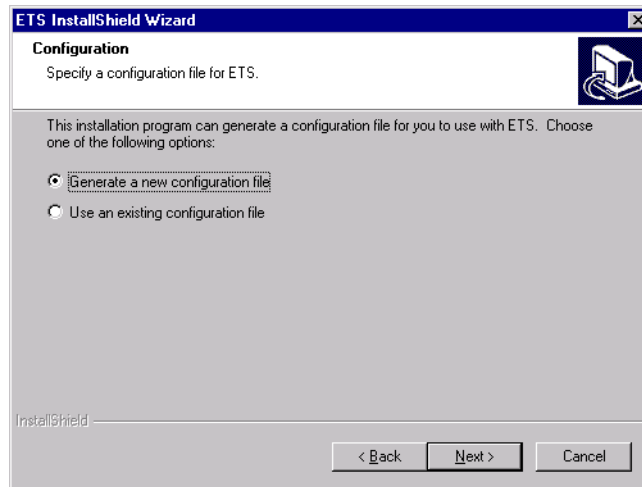 ETS InstallShield Wizard
Configuration
Specify a configuration file for ETS.
This installation program can generate a configuration file for you to use with ETS. Choose
one of the following options:
Generate a new configuration file
Use an existing configuration file
InstallShield
< Back
Next >
Cancel